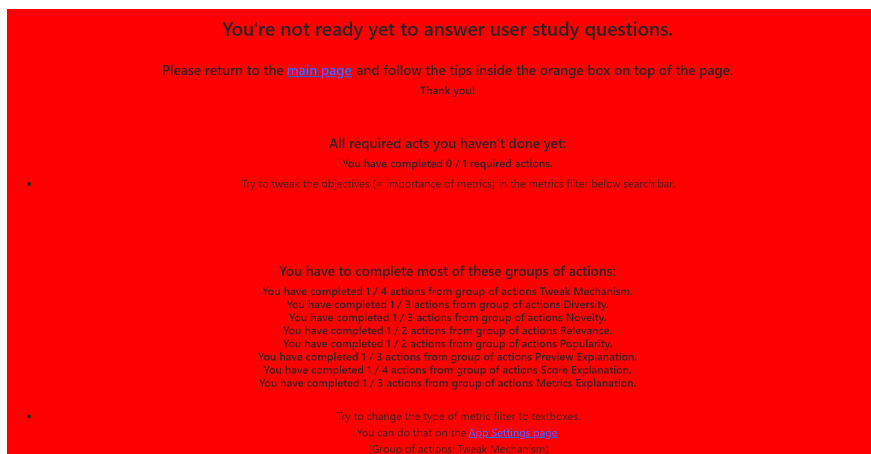 You're not ready yet to answer user study questions.
Please return to the main page and follow the tips inside the orange box on top of the page.
Thank you!
All required acts you haven't done yet:
You have completed 0 / 1 required actions.
Try to tweak the objectives (= importance of metrics) in the metrics filter below search bar.
You have to complete most of these groups of actions:
You have completed 1 / 4 actions from group of actions Tweak Mechanism.
You have completed 1 / 3 actions from group of actions Diversity.
You have completed 1 / 3 actions from group of actions Novelty.
You have completed 1 / 2 actions from group of actions Relevance.
You have completed 1 / 2 actions from group of actions Popularity.
You have completed 1 / 3 actions from group of actions Preview Explanation.
You have completed 1 / 4 actions from group of actions Score Explanation.
You have completed 1 / 3 actions from group of actions Metrics Explanation.
Try to change the type of metric filter to textboxes.
You can do that on the App Settings page
(Group of actions: Tweak Mechanism)